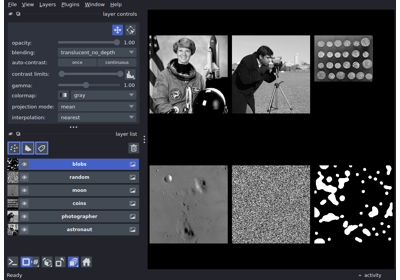 File View Layers Plugins Window Help
layer controls
opacity: 1.00
blending: translucent_no_depth
auto-contrast: once continuous
contrast limits:
gamma: 1.00
colormap: gray
projection mode: mean
interpolation: nearest
layer list
blobs
random
moon
coins
photographer
astronaut
Ready activity